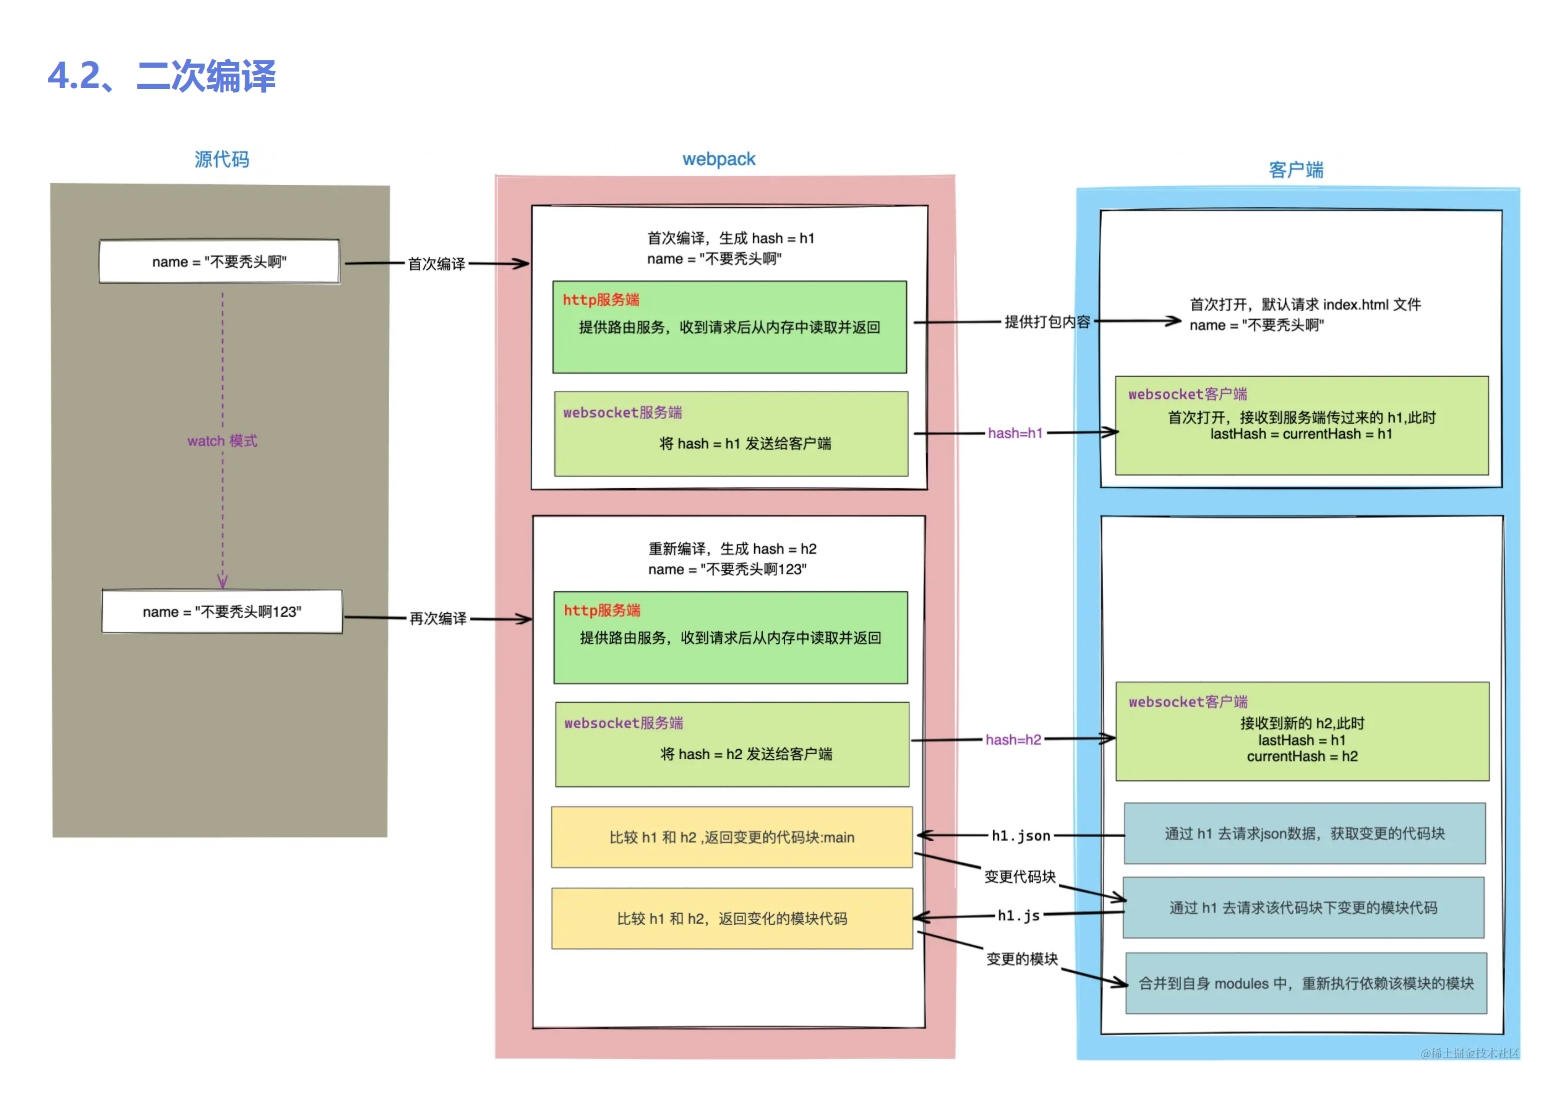 4.2、二次编译
源代码
name = "不要秃头啊"
watch 模式
name = "不要秃头啊123"
首次编译
再次编译
webpack
首次编译，生成 hash = h1
name = "不要秃头啊"
http服务端
提供路由服务，收到请求后从内存中读取并返回
websocket服务端
将 hash = h1 发送给客户端
重新编译，生成 hash = h2
name = "不要秃头啊123"
http服务端
提供路由服务，收到请求后从内存中读取并返回
websocket服务端
将 hash = h2 发送给客户端
比较 h1 和 h2 ,返回变更的代码块:main
比较 h1 和 h2，返回变化的模块代码
提供打包内容
hash=h1
hash=h2
h1.json
变更代码块
h1.js
变更的模块
客户端
首次打开，默认请求 index.html 文件
name = "不要秃头啊"
websocket客户端
首次打开，接收到服务端传过来的 h1,此时
lastHash = currentHash = h1
websocket客户端
接收到新的 h2,此时
lastHash = h1
currentHash = h2
通过 h1 去请求json数据，获取变更的代码块
通过 h1 去请求该代码块下变更的模块代码
合并到自身 modules 中，重新执行依赖该模块的模块
@稀土掘金技术社区